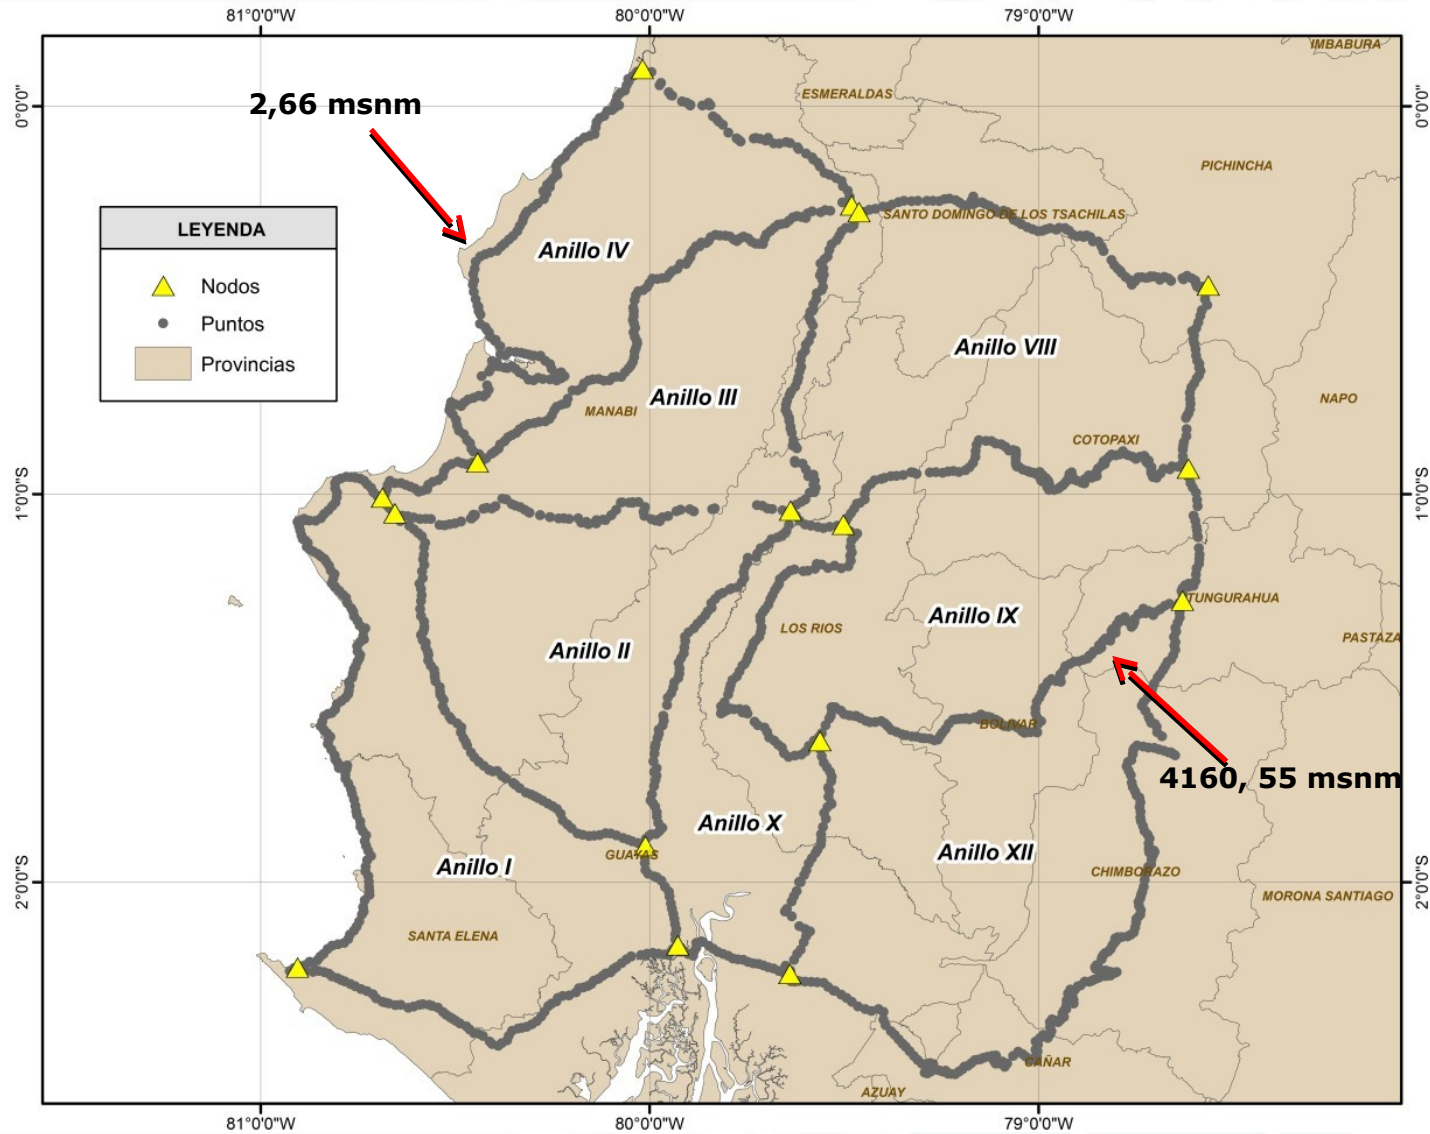 81°0'0"W
80°0'0"W
79°0'0"W
IMBABURA
0°0'0"
2,66 msnm
ESMERALDAS
0°0'0"
PICHINCHA
LEYENDA
Nodos
Puntos
Provincias
SANTO DOMINGO DE LOS TSACHILAS
Anillo IV
Anillo VIII
Anillo III
MANABI
NAPO
COTOPAXI
1°0'0"S
1°0'0"S
TUNGURAHUA
Anillo IX
LOS RIOS
PASTAZA
Anillo II
BOLIVAR
4160, 55 msnm
Anillo X
Anillo XII
GUAYAS
Anillo I
CHIMBORAZO
2°0'0"S
2°0'0"S
MORONA SANTIAGO
SANTA ELENA
CAÑAR
AZUAY
81°0'0"W
80°0'0"W
79°0'0"W